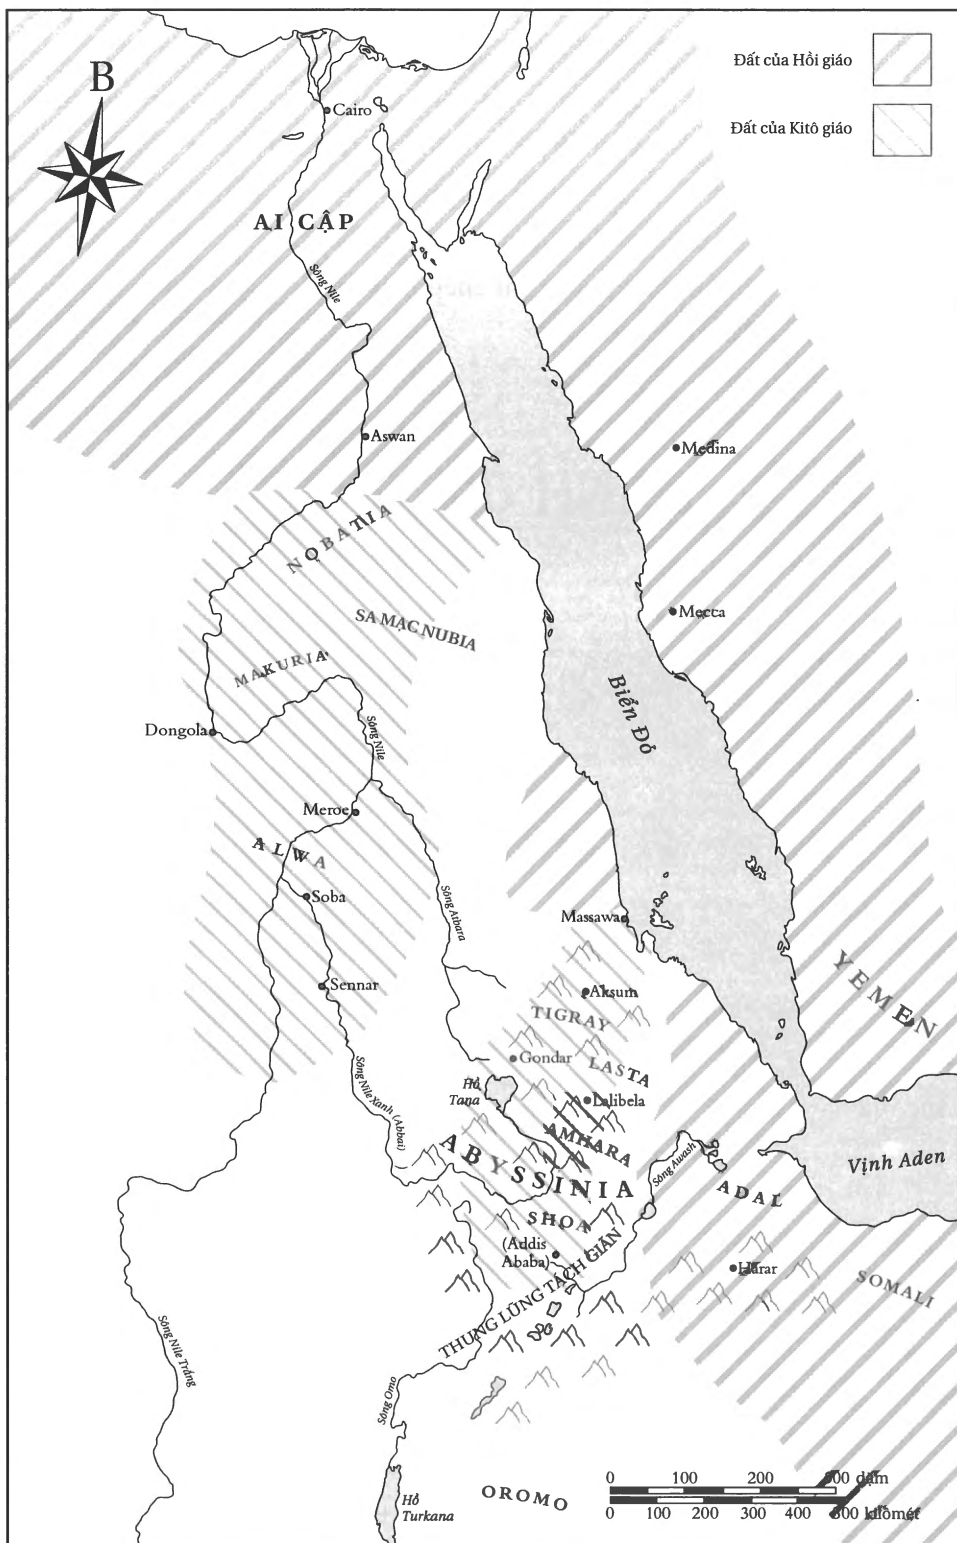 Đất của Hồi giáo
B
Cairo
Đất của Kitô giáo
AI CẬP
Sông Nile
Aswan
Medina
NOBATIA
SA MẠC NUBIA
Mecca
MAKURIA
Biển Đỏ
Dongola
Sông Nile
Meroe
ALWA
Soba
Sông Atbara
Massawa
Sennar
Aksum
YEMEN
TIGRAY
Gondar
LASTA
Hồ
Tana
Lalibela
Sông Nile Xanh (Abbai)
AMHARA
ABYSSINIA
Sông Awash
Vịnh Aden
ADAL
SHOA
(Addis
Ababa)
Harar
SOMALI
THUNG LŨNG TÁCH GIÃN
Sông Nile Trắng
Sông Omo
OROMO
Hồ
Turkana
0 100 200 300 dặm
0 100 200 300 400 500 kilômét